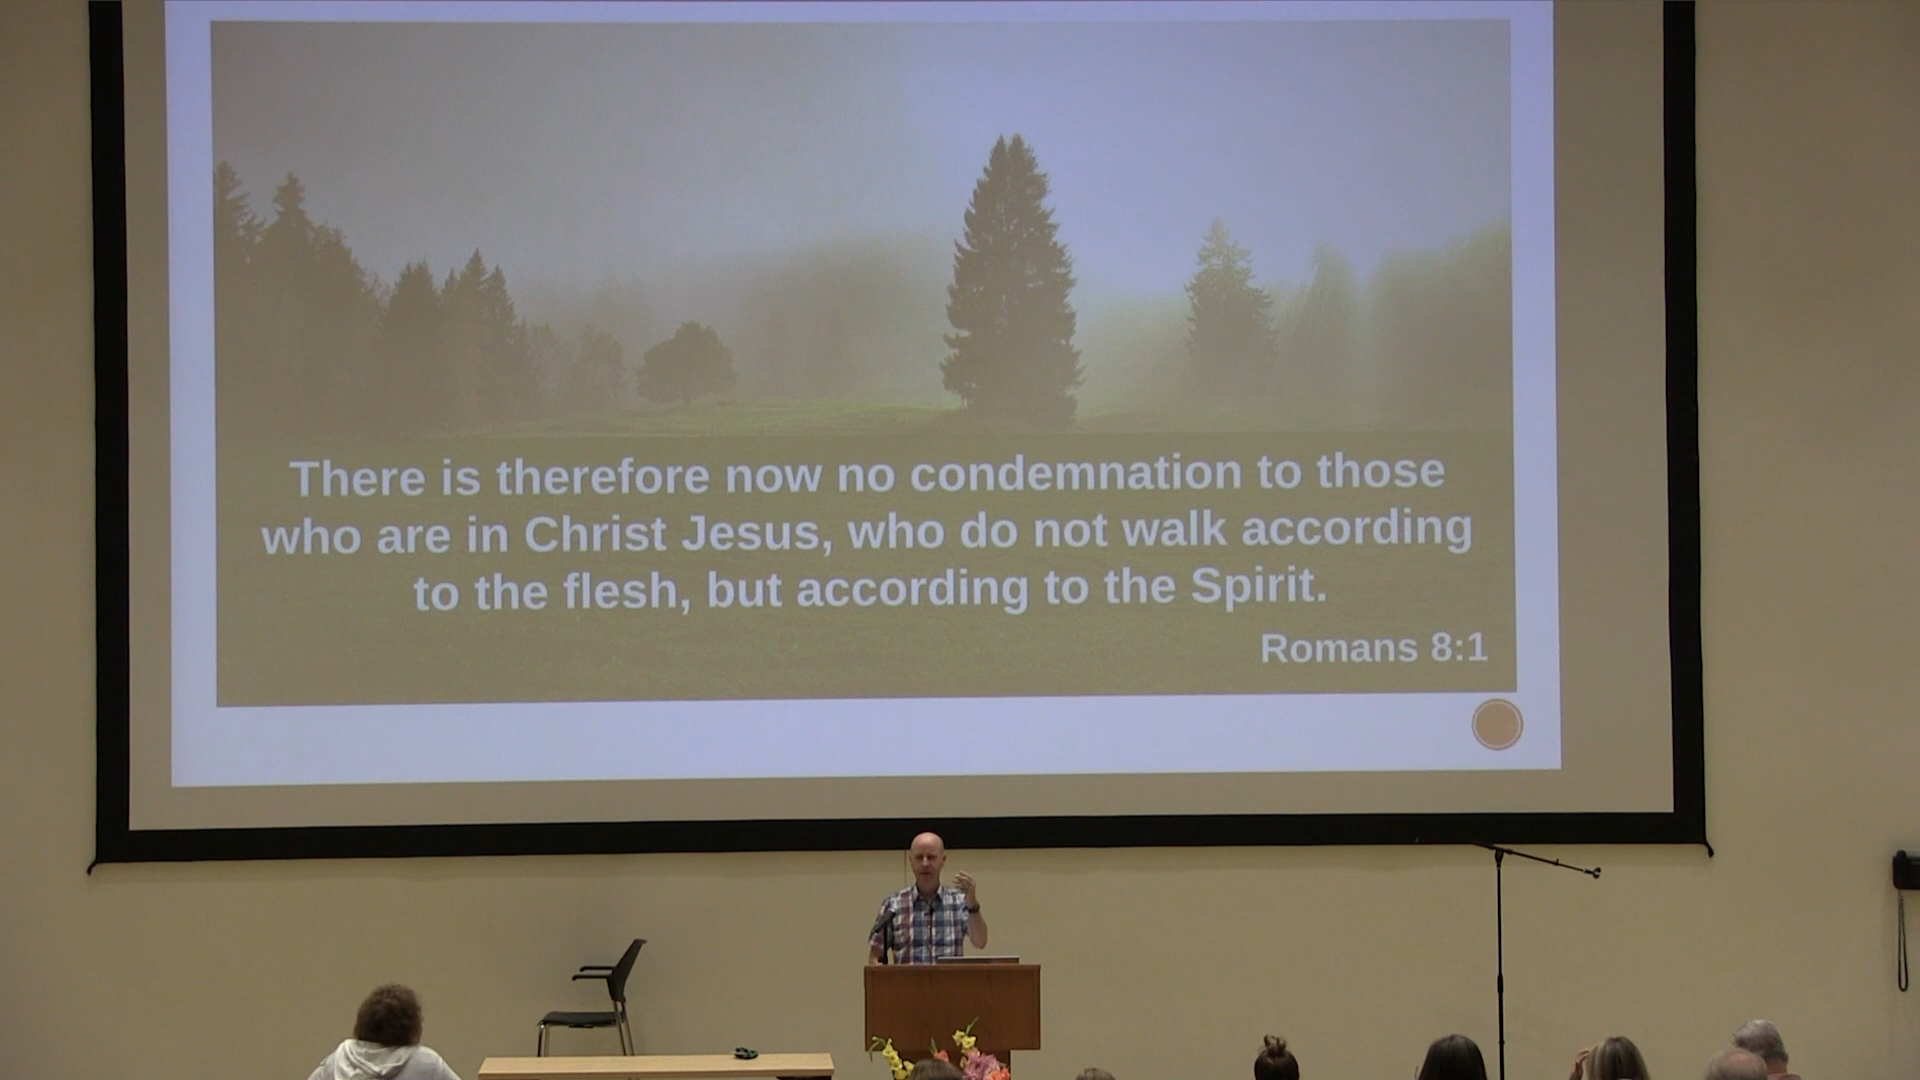 There is therefore now no condemnation to those
who are in Christ Jesus, who do not walk according
to the flesh, but according to the Spirit.
Romans 8:1